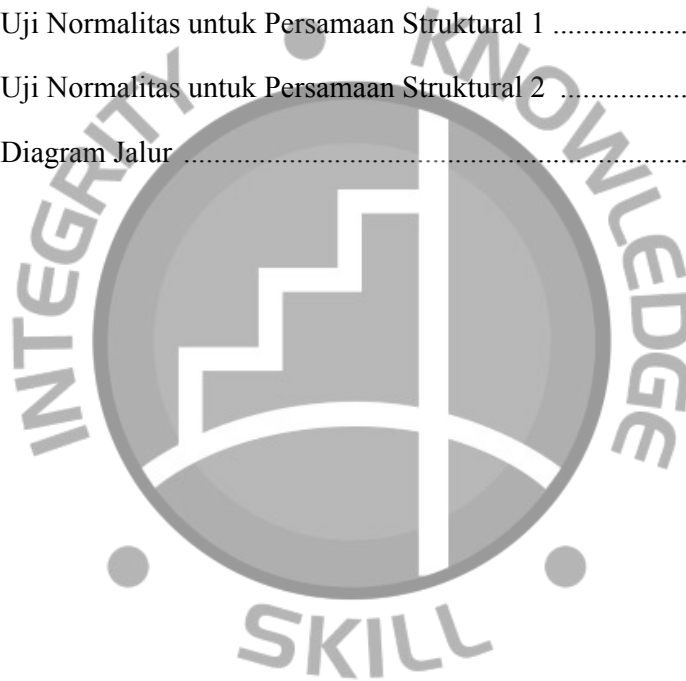 Uji Normalitas untuk Persamaan Struktural 1 .................
Uji Normalitas untuk Persamaan Struktural 2 .................
Diagram Jalur ..................................................................
INTEGRITY
KNOWLEDGE
SKILL